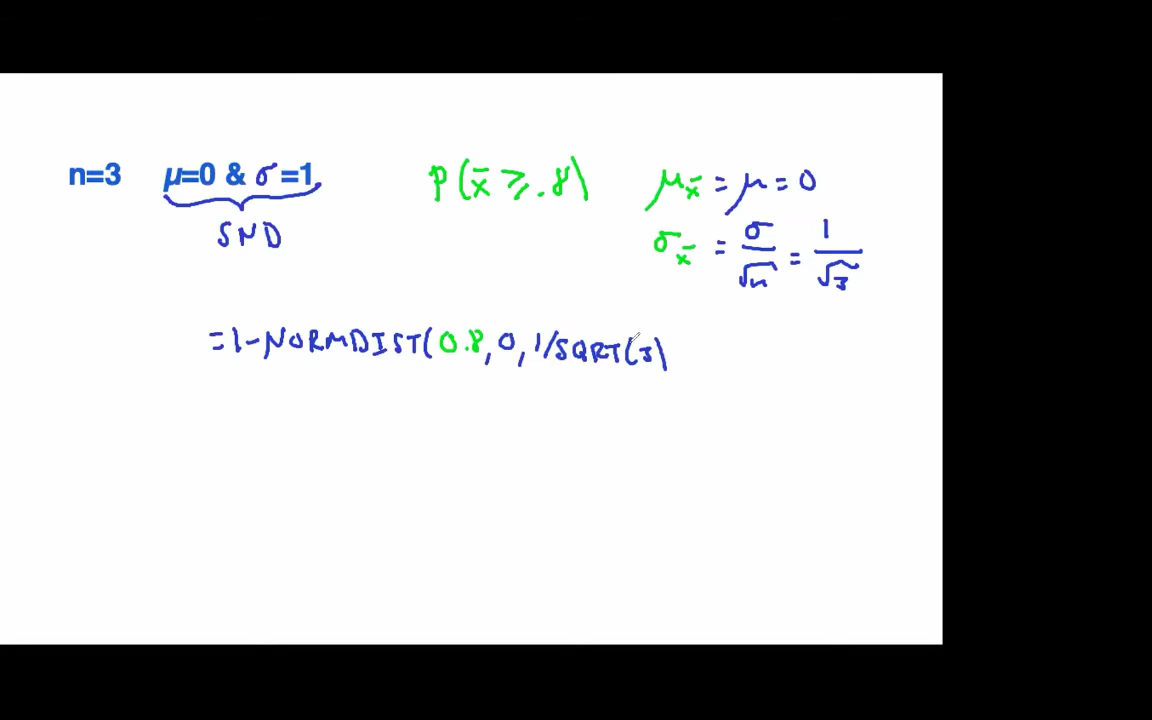 n=3 μ=0 & σ=1, P(x̄ ⩾ .8) μx̄ = μ = 0
SND σx̄ = σ/√n = 1/√3
=1-NORMDIST(0.8, 0, 1/SQRT(3)